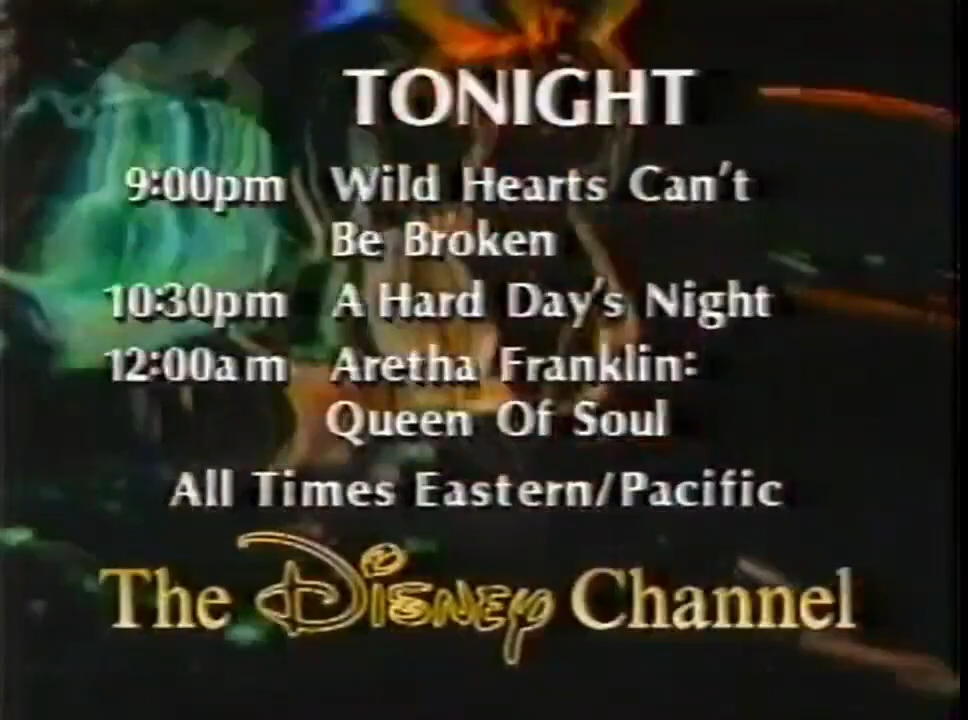 TONIGHT
9:00pm Wild Hearts Can't
Be Broken
10:30pm A Hard Day's Night
12:00am Aretha Franklin:
Queen Of Soul
All Times Eastern/Pacific
The Disney Channel